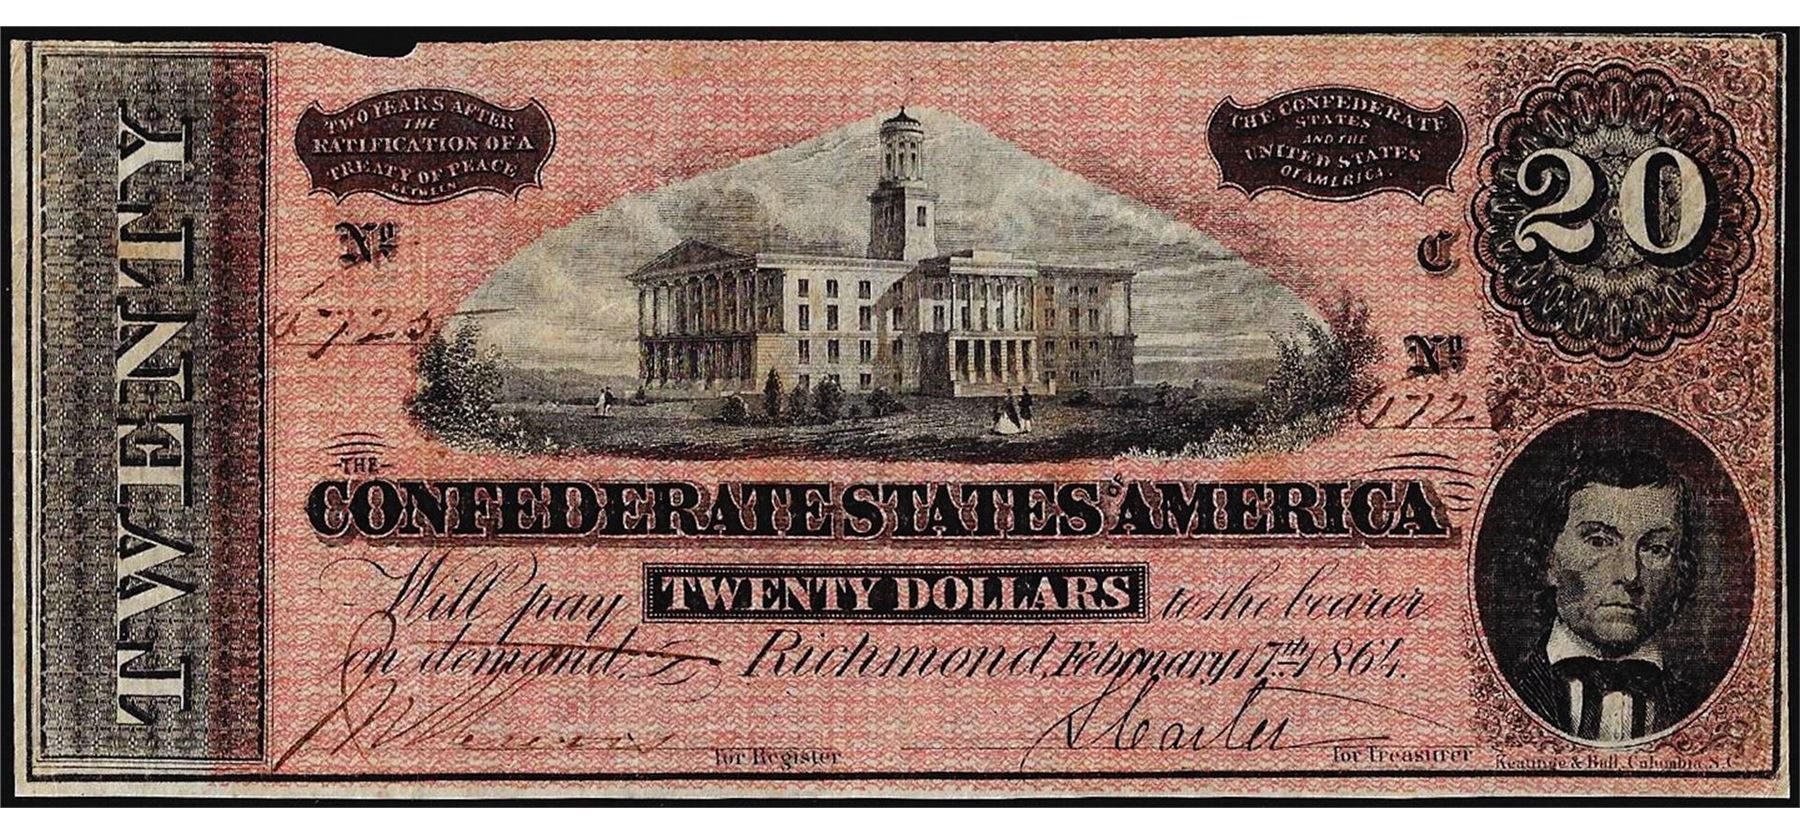 TWENTY
TWO YEARS AFTER
THE
RATIFICATION OF A
TREATY OF PEACE
BETWEEN
THE CONFEDERATE
STATES
AND THE
UNITED STATES
OF AMERICA.
20
No
C
No
THE
CONFEDERATE STATES OF AMERICA
Will pay TWENTY DOLLARS to the bearer
on demand. Richmond, February 17th, 1864.
for Register
for Treasurer
Keatinge & Ball, Columbia, S.C.